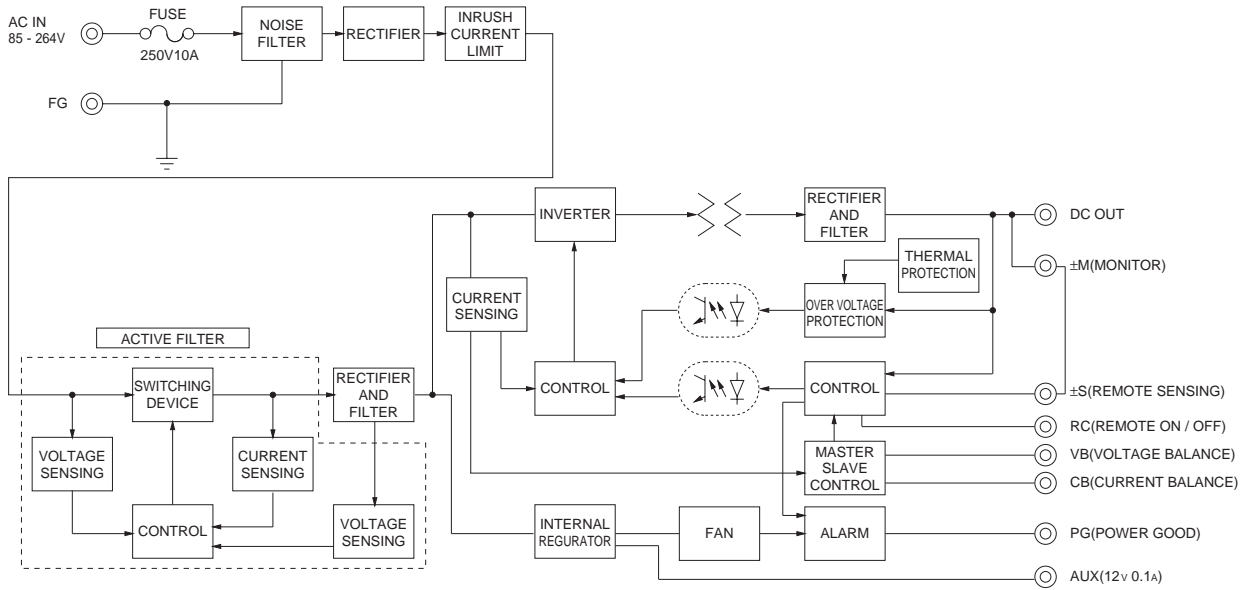 AC IN
85 - 264V
FUSE
250V10A
NOISE
FILTER
RECTIFIER
INRUSH
CURRENT
LIMIT
FG
INVERTER
RECTIFIER
AND
FILTER
DC OUT
THERMAL
PROTECTION
±M(MONITOR)
CURRENT
SENSING
OVER VOLTAGE
PROTECTION
ACTIVE FILTER
SWITCHING
DEVICE
RECTIFIER
AND
FILTER
CONTROL
CONTROL
±S(REMOTE SENSING)
RC(REMOTE ON / OFF)
VOLTAGE
SENSING
CURRENT
SENSING
MASTER
SLAVE
CONTROL
VB(VOLTAGE BALANCE)
CB(CURRENT BALANCE)
CONTROL
VOLTAGE
SENSING
INTERNAL
REGURATOR
FAN
ALARM
PG(POWER GOOD)
AUX(12V 0.1A)